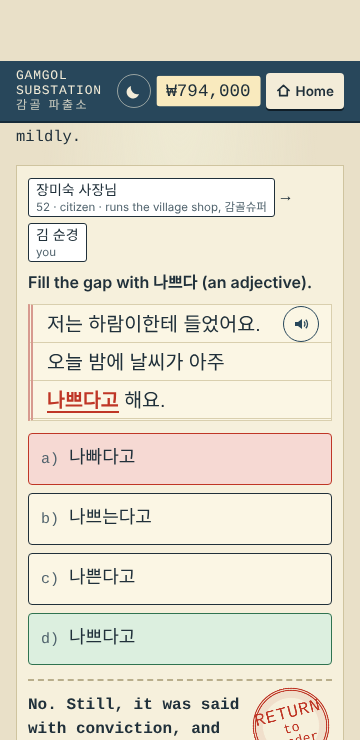 GAMGOL
SUBSTATION
감골 파출소
₩794,000
Home
mildly.
장미숙 사장님
52 · citizen · runs the village shop, 감골슈퍼
→
김 순경
you
Fill the gap with 나쁘다 (an adjective).
저는 하람이한테 들었어요.
오늘 밤에 날씨가 아주
나쁘다고 해요.
a) 나빠다고
b) 나쁘는다고
c) 나쁜다고
d) 나쁘다고
No. Still, it was said
with conviction, and
RETURN
to